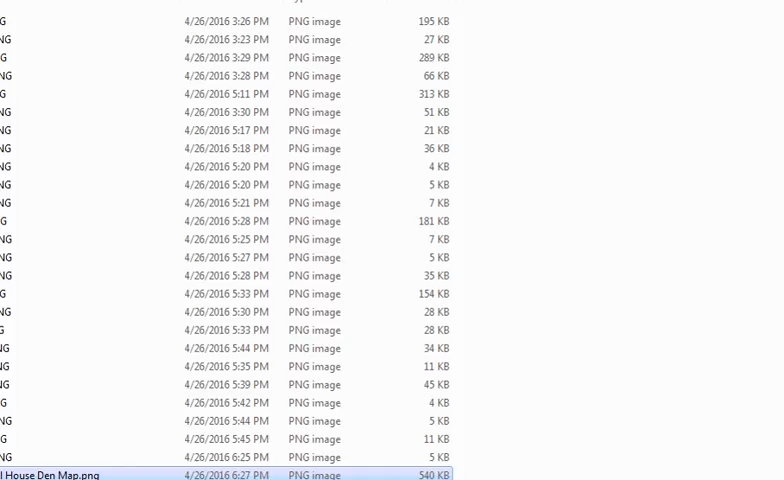 G 4/26/2016 3:26 PM PNG image 195 KB
NG 4/26/2016 3:23 PM PNG image 27 KB
G 4/26/2016 3:29 PM PNG image 289 KB
NG 4/26/2016 3:28 PM PNG image 66 KB
G 4/26/2016 5:11 PM PNG image 313 KB
NG 4/26/2016 3:30 PM PNG image 51 KB
NG 4/26/2016 5:17 PM PNG image 21 KB
NG 4/26/2016 5:18 PM PNG image 36 KB
NG 4/26/2016 5:20 PM PNG image 4 KB
NG 4/26/2016 5:20 PM PNG image 5 KB
NG 4/26/2016 5:21 PM PNG image 7 KB
G 4/26/2016 5:28 PM PNG image 181 KB
NG 4/26/2016 5:25 PM PNG image 7 KB
NG 4/26/2016 5:27 PM PNG image 5 KB
NG 4/26/2016 5:28 PM PNG image 35 KB
G 4/26/2016 5:33 PM PNG image 154 KB
NG 4/26/2016 5:30 PM PNG image 28 KB
G 4/26/2016 5:33 PM PNG image 28 KB
NG 4/26/2016 5:44 PM PNG image 34 KB
NG 4/26/2016 5:35 PM PNG image 11 KB
NG 4/26/2016 5:39 PM PNG image 45 KB
G 4/26/2016 5:42 PM PNG image 4 KB
NG 4/26/2016 5:44 PM PNG image 5 KB
G 4/26/2016 5:45 PM PNG image 11 KB
NG 4/26/2016 6:25 PM PNG image 5 KB
l House Den Map.png 4/26/2016 6:27 PM PNG image 540 KB